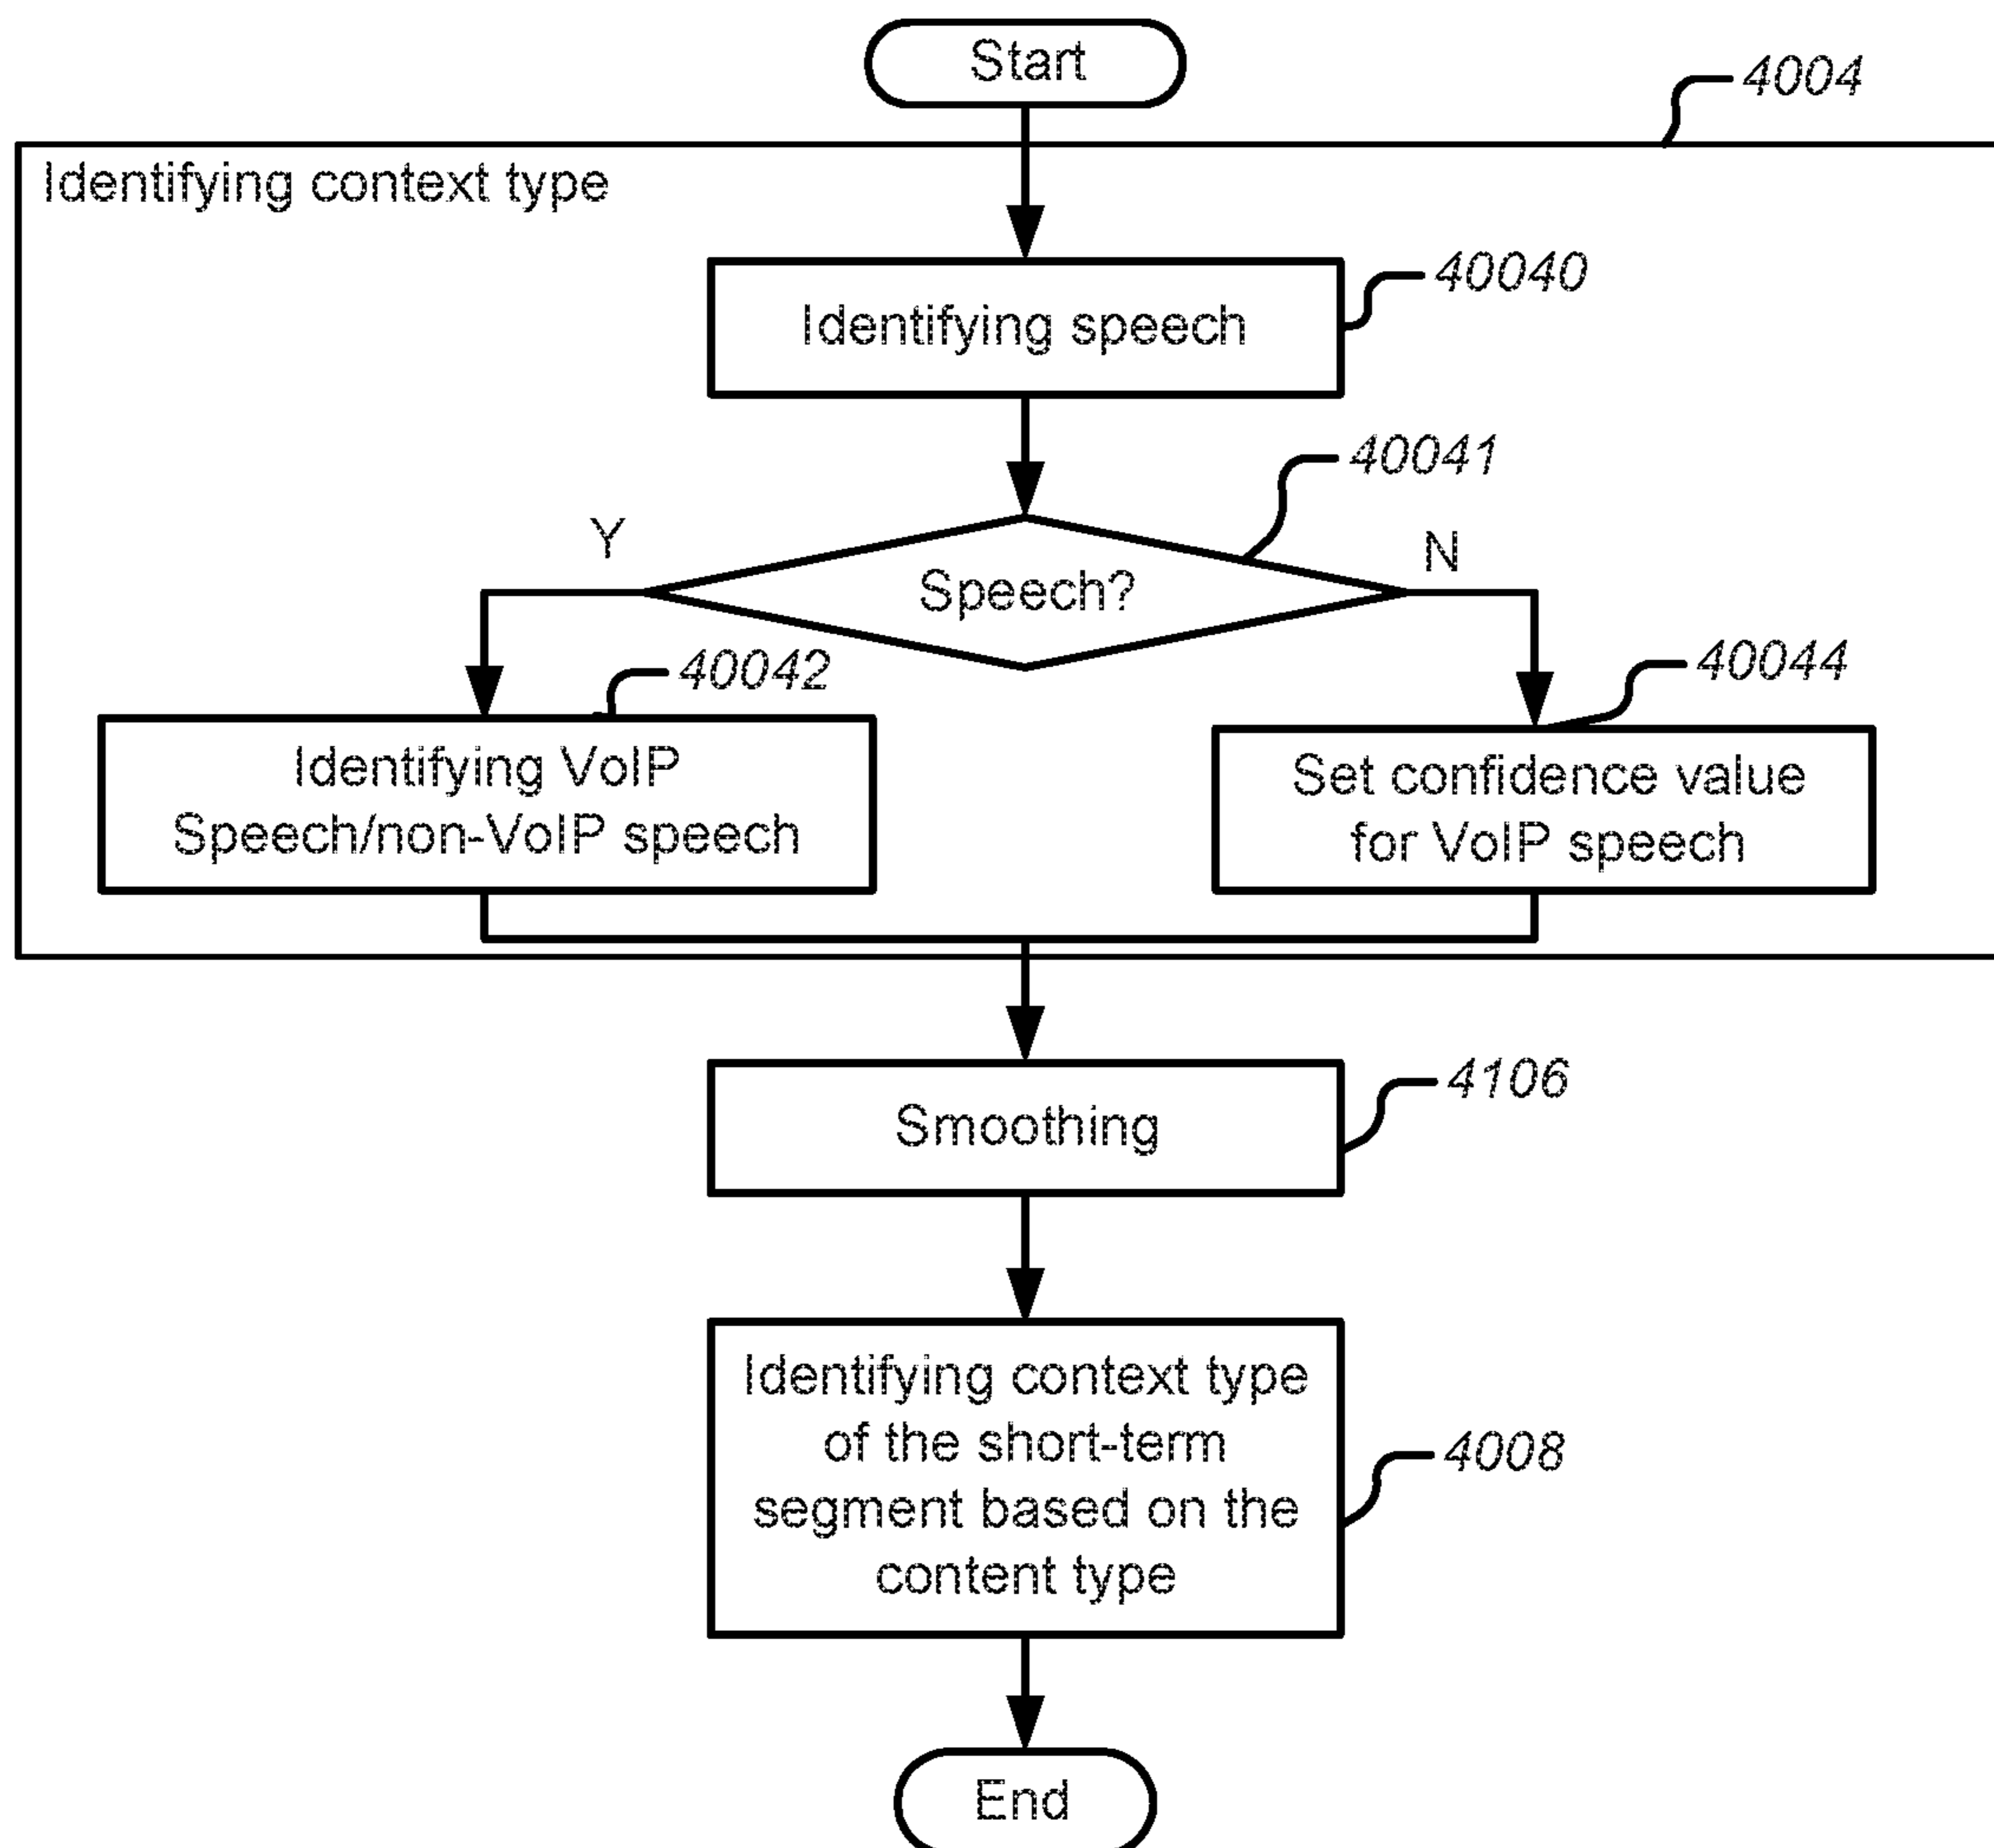 Start
4004
Identifying context type
40040
Identifying speech
40041
Y
N
Speech?
40042
40044
Identifying VoIP
Speech/non-VoIP speech
Set confidence value
for VoIP speech
4106
Smoothing
Identifying context type
of the short-term
segment based on the
content type
4008
End